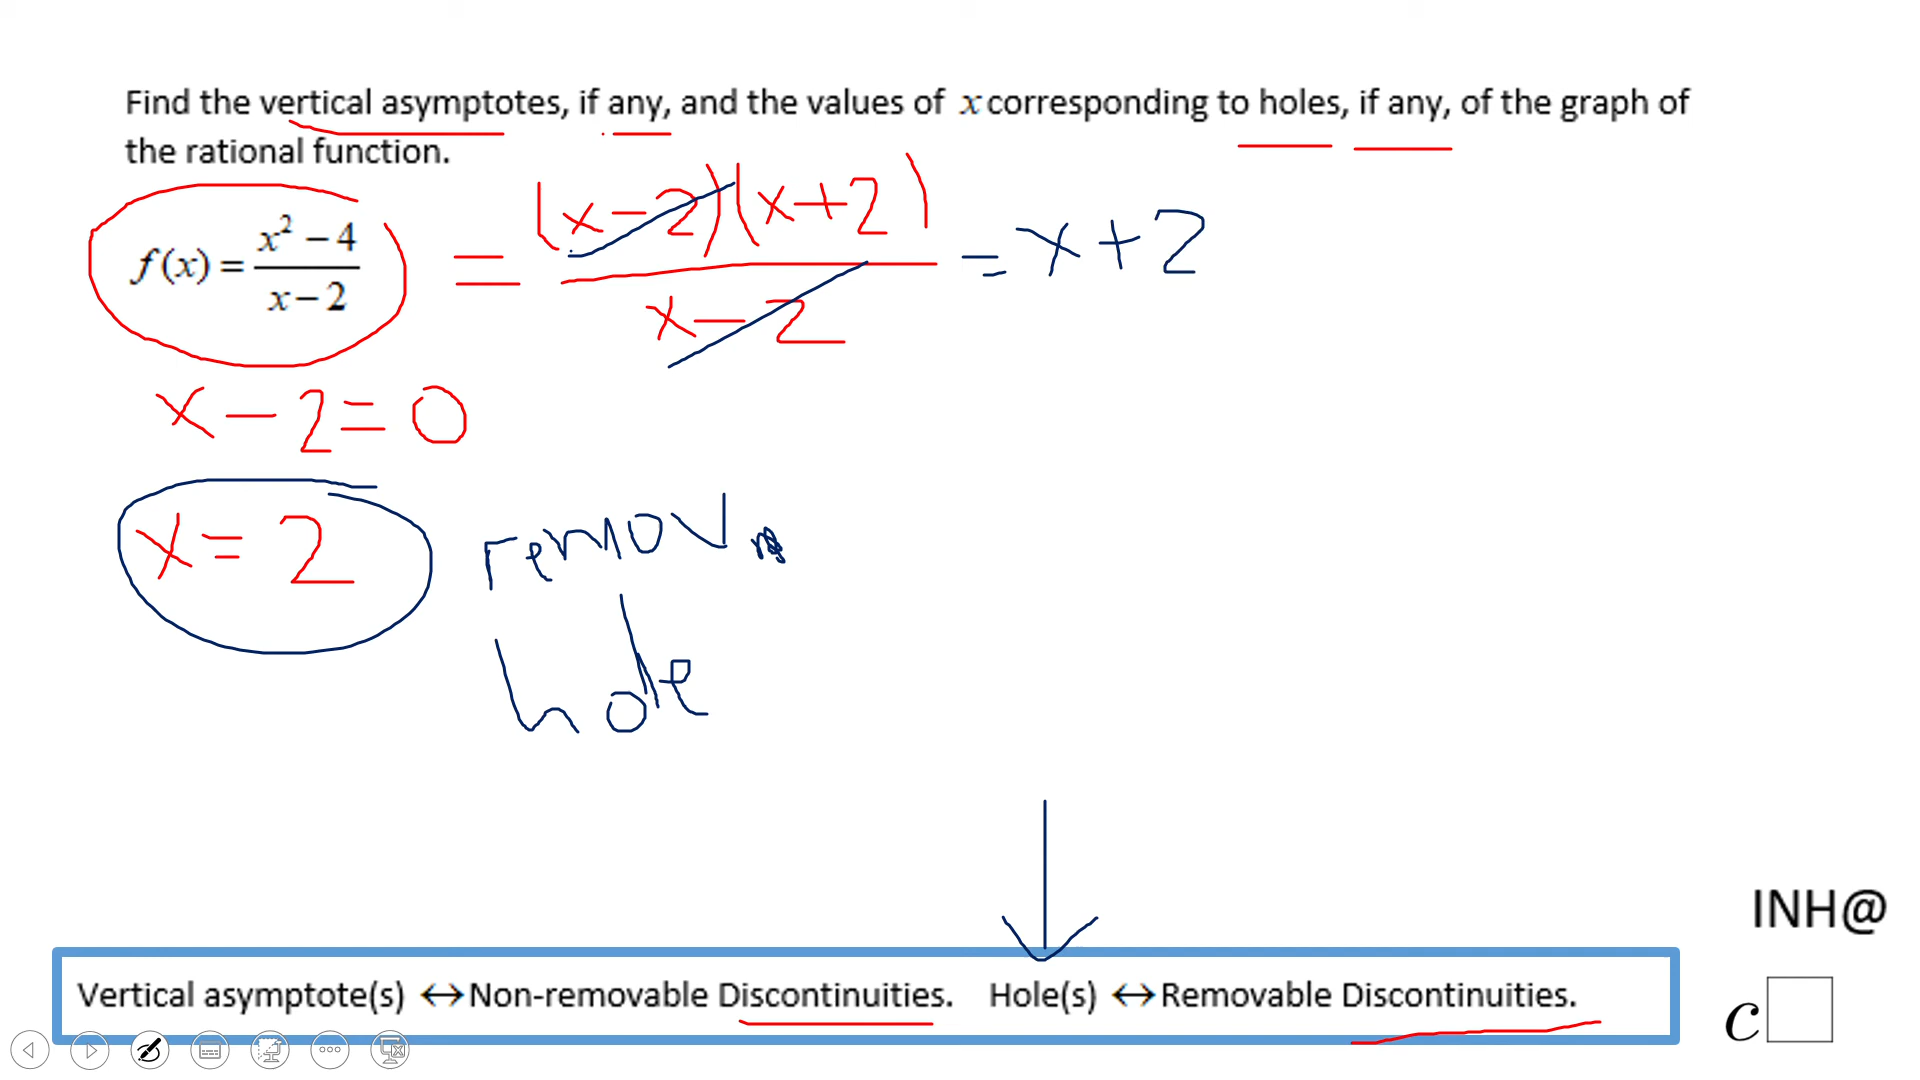 Find the vertical asymptotes, if any, and the values of x corresponding to holes, if any, of the graph of
the rational function.
f(x) = (x² − 4)/(x − 2) = (x−2)(x+2)/(x−2) = x+2
x − 2 = 0
x = 2 remov
hole
INH@
Vertical asymptote(s) ↔ Non-removable Discontinuities. Hole(s) ↔ Removable Discontinuities.
c